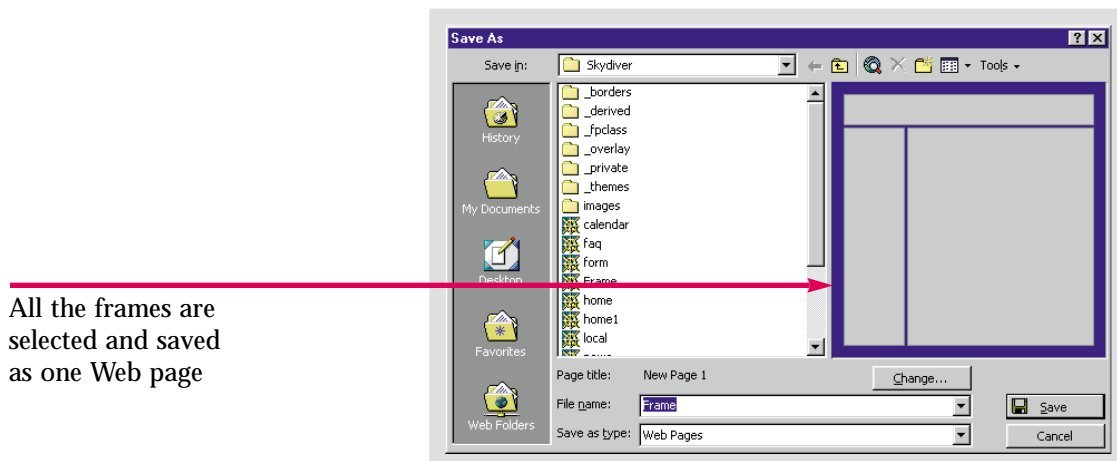 Save As
Save in:
Skydiver
Tools
History
My Documents
Desktop
Favorites
Web Folders
_borders
_derived
_fpclass
_overlay
_private
_themes
images
calendar
faq
form
Frame
home
home1
local
Page title:
New Page 1
Change...
File name:
Frame
Save
Save as type:
Web Pages
Cancel
All the frames are
selected and saved
as one Web page